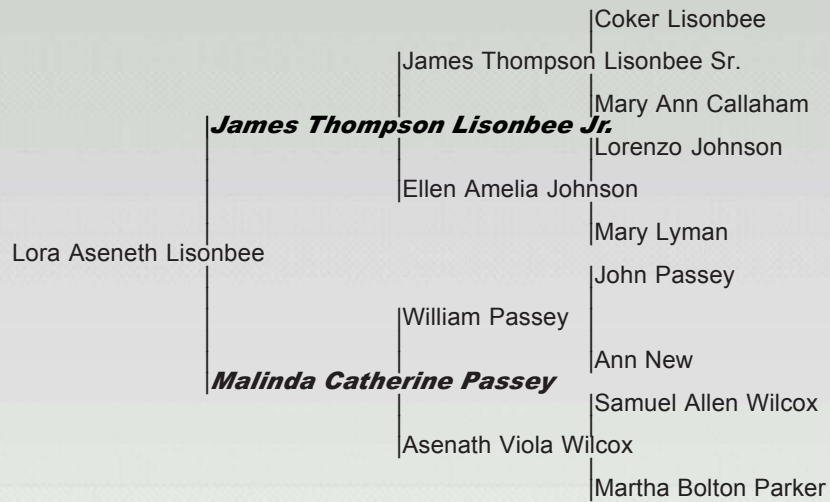 Coker Lisonbee
James Thompson Lisonbee Sr.
Mary Ann Callaham
James Thompson Lisonbee Jr.
Lorenzo Johnson
Ellen Amelia Johnson
Mary Lyman
Lora Aseneth Lisonbee
John Passey
William Passey
Ann New
Malinda Catherine Passey
Samuel Allen Wilcox
Asenath Viola Wilcox
Martha Bolton Parker